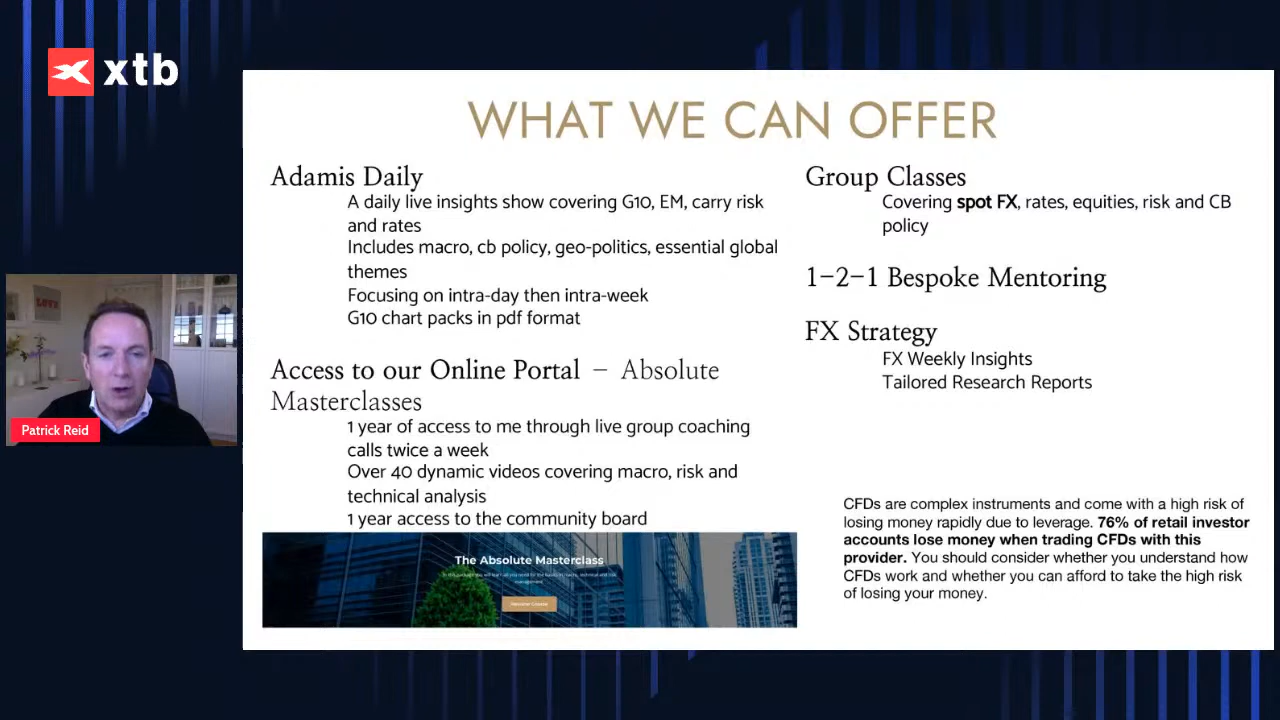 xtb
WHAT WE CAN OFFER
Adamis Daily
A daily live insights show covering G10, EM, carry risk
and rates
Includes macro, cb policy, geo-politics, essential global
themes
Focusing on intra-day then intra-week
G10 chart packs in pdf format
Access to our Online Portal – Absolute
Masterclasses
1 year of access to me through live group coaching
calls twice a week
Over 40 dynamic videos covering macro, risk and
technical analysis
1 year access to the community board
The Absolute Masterclass
Group Classes
Covering spot FX, rates, equities, risk and CB
policy
1-2-1 Bespoke Mentoring
FX Strategy
FX Weekly Insights
Tailored Research Reports
CFDs are complex instruments and come with a high risk of
losing money rapidly due to leverage. 76% of retail investor
accounts lose money when trading CFDs with this
provider. You should consider whether you understand how
CFDs work and whether you can afford to take the high risk
of losing your money.
LOVE
Patrick Reid